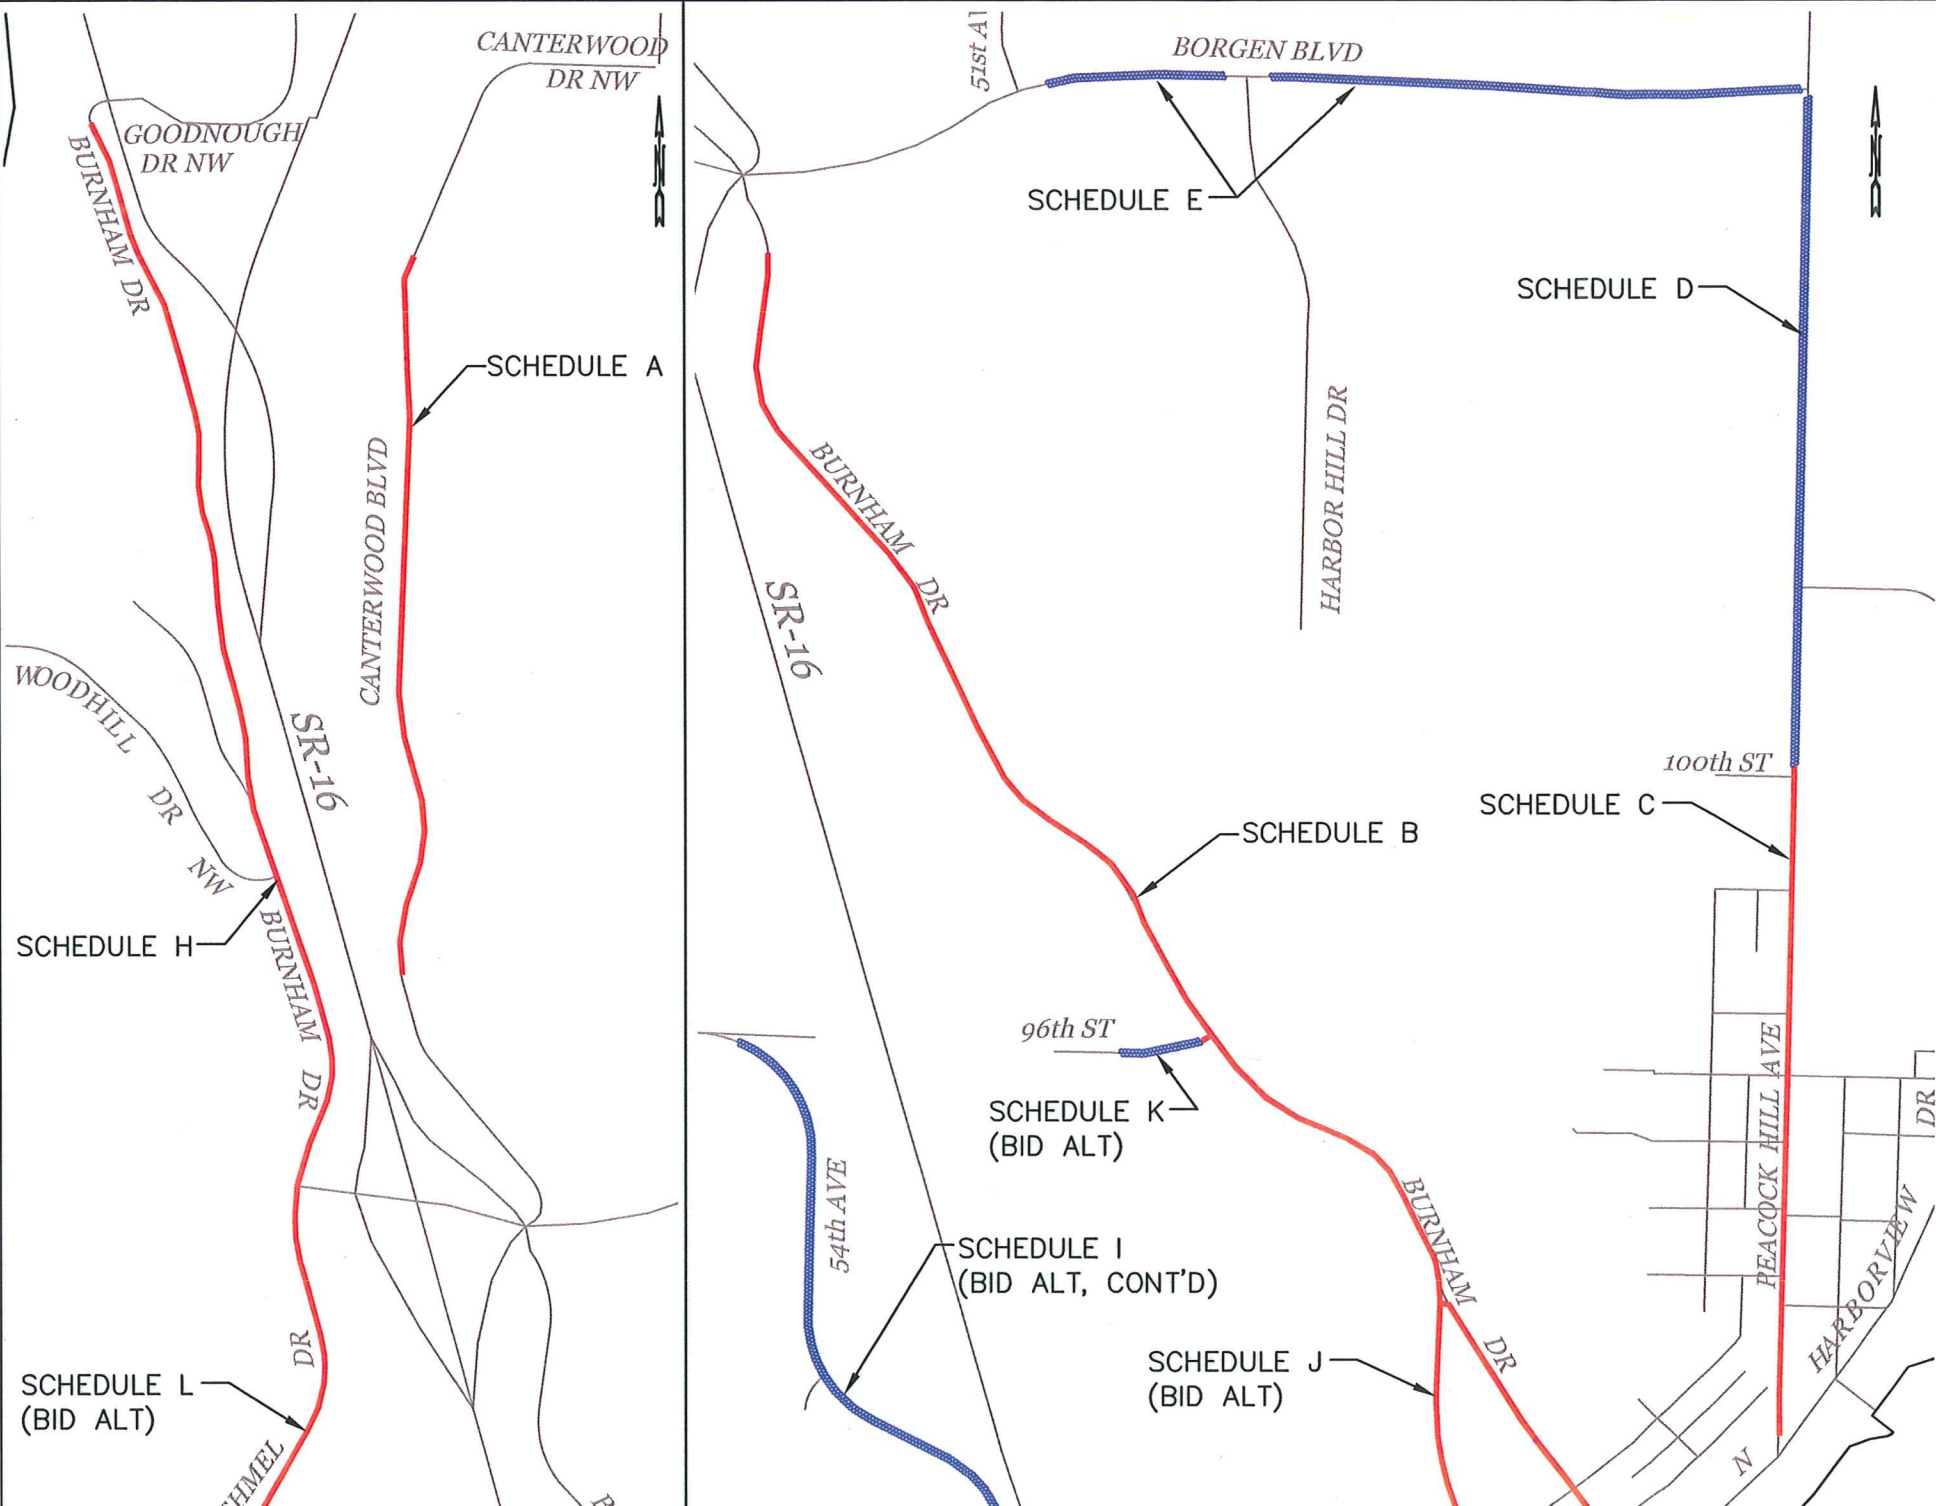 CANTERWOOD
DR NW
GOODNOUGH
DR NW
BURNHAM DR
SCHEDULE A
CANTERWOOD BLVD
WOODHILL
DR
NW
SR-16
SCHEDULE H
BURNHAM
DR
DR
SCHEDULE L
(BID ALT)
N
BORGEN BLVD
SCHEDULE E
SCHEDULE D
HARBOR HILL DR
BURNHAM
DR
SR-16
100th ST
SCHEDULE C
SCHEDULE B
96th ST
SCHEDULE K
(BID ALT)
54th AVE
SCHEDULE I
(BID ALT, CONT'D)
BURNHAM
DR
SCHEDULE J
(BID ALT)
PEACOCK HILL AVE
HARBORVIEW
DR
N
N